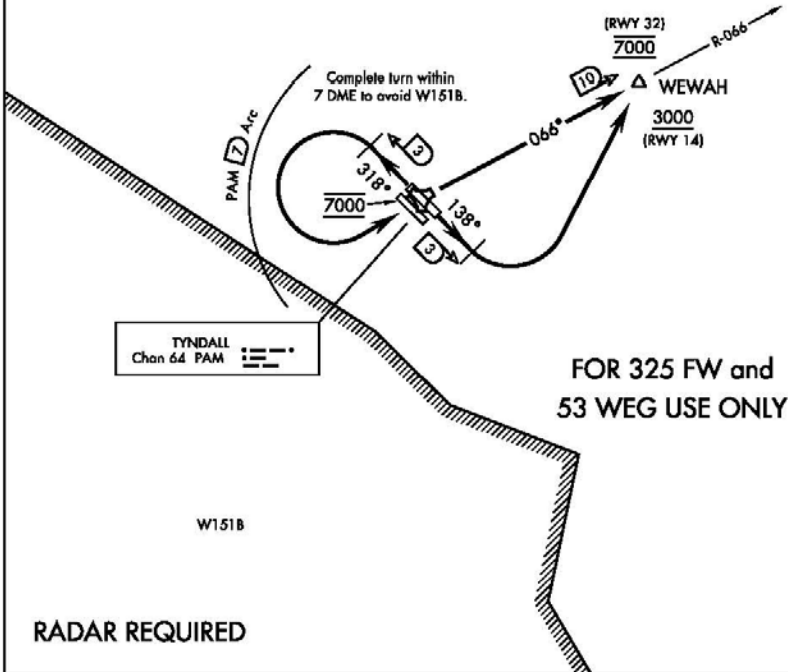 (RWY 32)
7000
R-066
10
WEWAH
3000
(RWY 14)
Complete turn within
7 DME to avoid W151B.
PAM 7 Arc
3
318°
066°
7000
138°
3
TYNDALL
Chan 64 PAM
FOR 325 FW and
53 WEG USE ONLY
W151B
RADAR REQUIRED